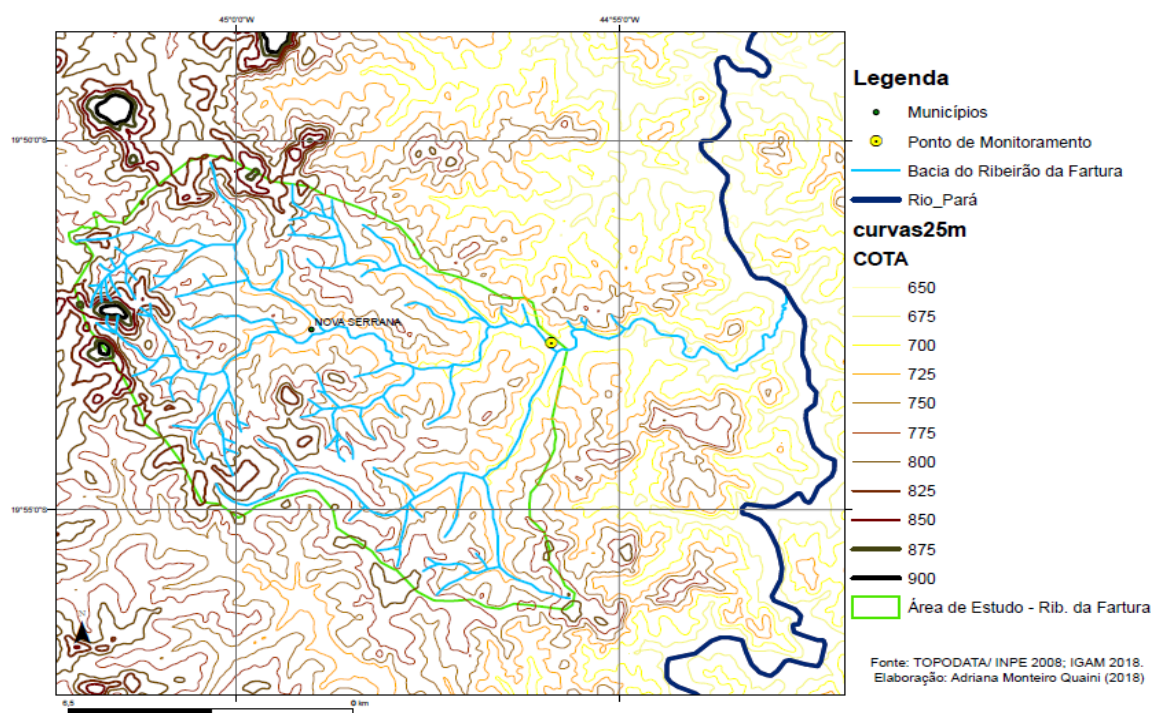 45°0'0"W
44°55'0"W
19°50'0"S
19°55'0"S
NOVA SERRANA
N
6,5
0 km
Legenda
Municípios
Ponto de Monitoramento
Bacia do Ribeirão da Fartura
Rio_Pará
curvas25m
COTA
650
675
700
725
750
775
800
825
850
875
900
Área de Estudo - Rib. da Fartura
Fonte: TOPODATA/ INPE 2008; IGAM 2018.
Elaboração: Adriana Monteiro Quaini (2018)